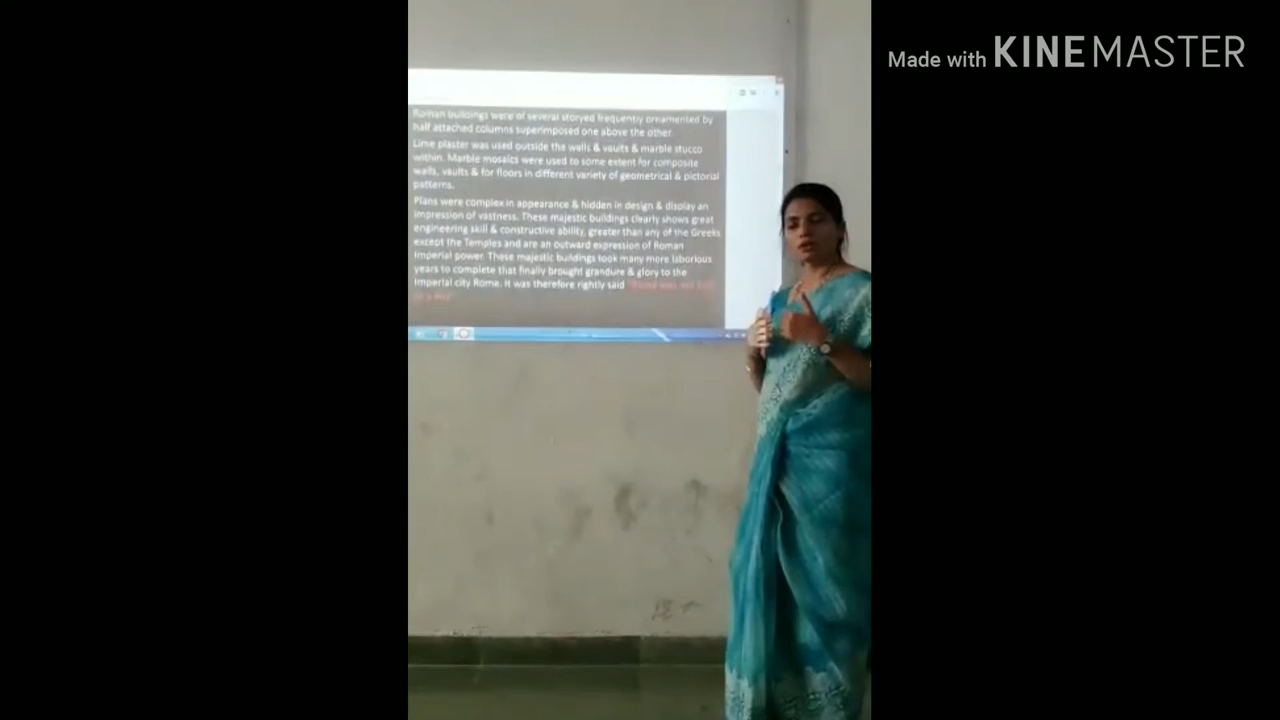 Made with KINEMASTER
Roman buildings were of several storyed frequently ornamented by
half attached columns superimposed one above the other.
Lime plaster was used outside the walls & vaults & marble stucco
within. Marble mosaics were used to some extent for composite
walls, vaults & for floors in different variety of geometrical & pictorial
patterns.
Plans were complex in appearance & hidden in design & display an
impression of vastness. These majestic buildings clearly shows great
engineering skill & constructive ability, greater than any of the Greeks
except the Temples and are an outward expression of Roman
Imperial power. These majestic buildings took many more laborious
years to complete that finally brought grandure & glory to the
Imperial city Rome. It was therefore rightly said "Rome was not